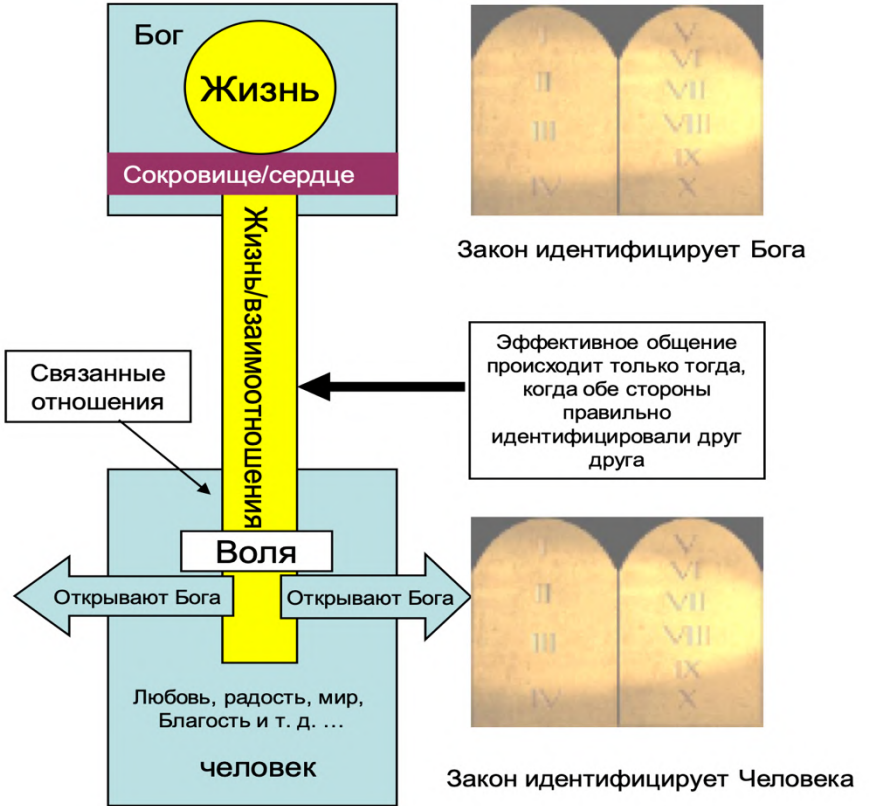 Бог
Жизнь
Сокровище/сердце
Жизнь/взаимоотношения
I
II
III
IV
V
VI
VII
VIII
IX
X
Закон идентифицирует Бога
Связанные
отношения
Эффективное общение
происходит только тогда,
когда обе стороны
правильно
идентифицировали друг
друга
Воля
Открывают Бога
Открывают Бога
Любовь, радость, мир,
Благость и т. д. ...
человек
I
II
III
IV
V
VI
VII
VIII
IX
X
Закон идентифицирует Человека